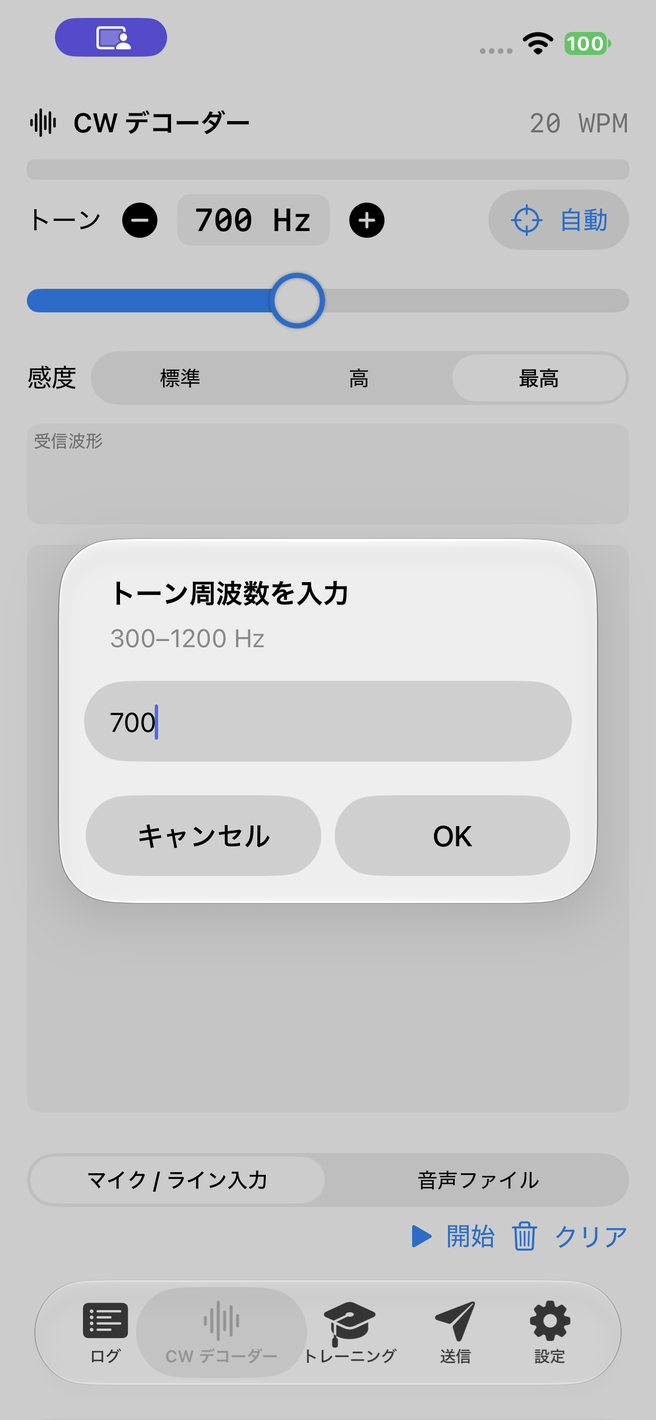 100
CW デコーダー
20 WPM
トーン
700 Hz
自動
感度
標準
高
最高
受信波形
トーン周波数を入力
300–1200 Hz
700
キャンセル
OK
マイク / ライン入力
音声ファイル
開始
クリア
ログ
CW デコーダー
トレーニング
送信
設定